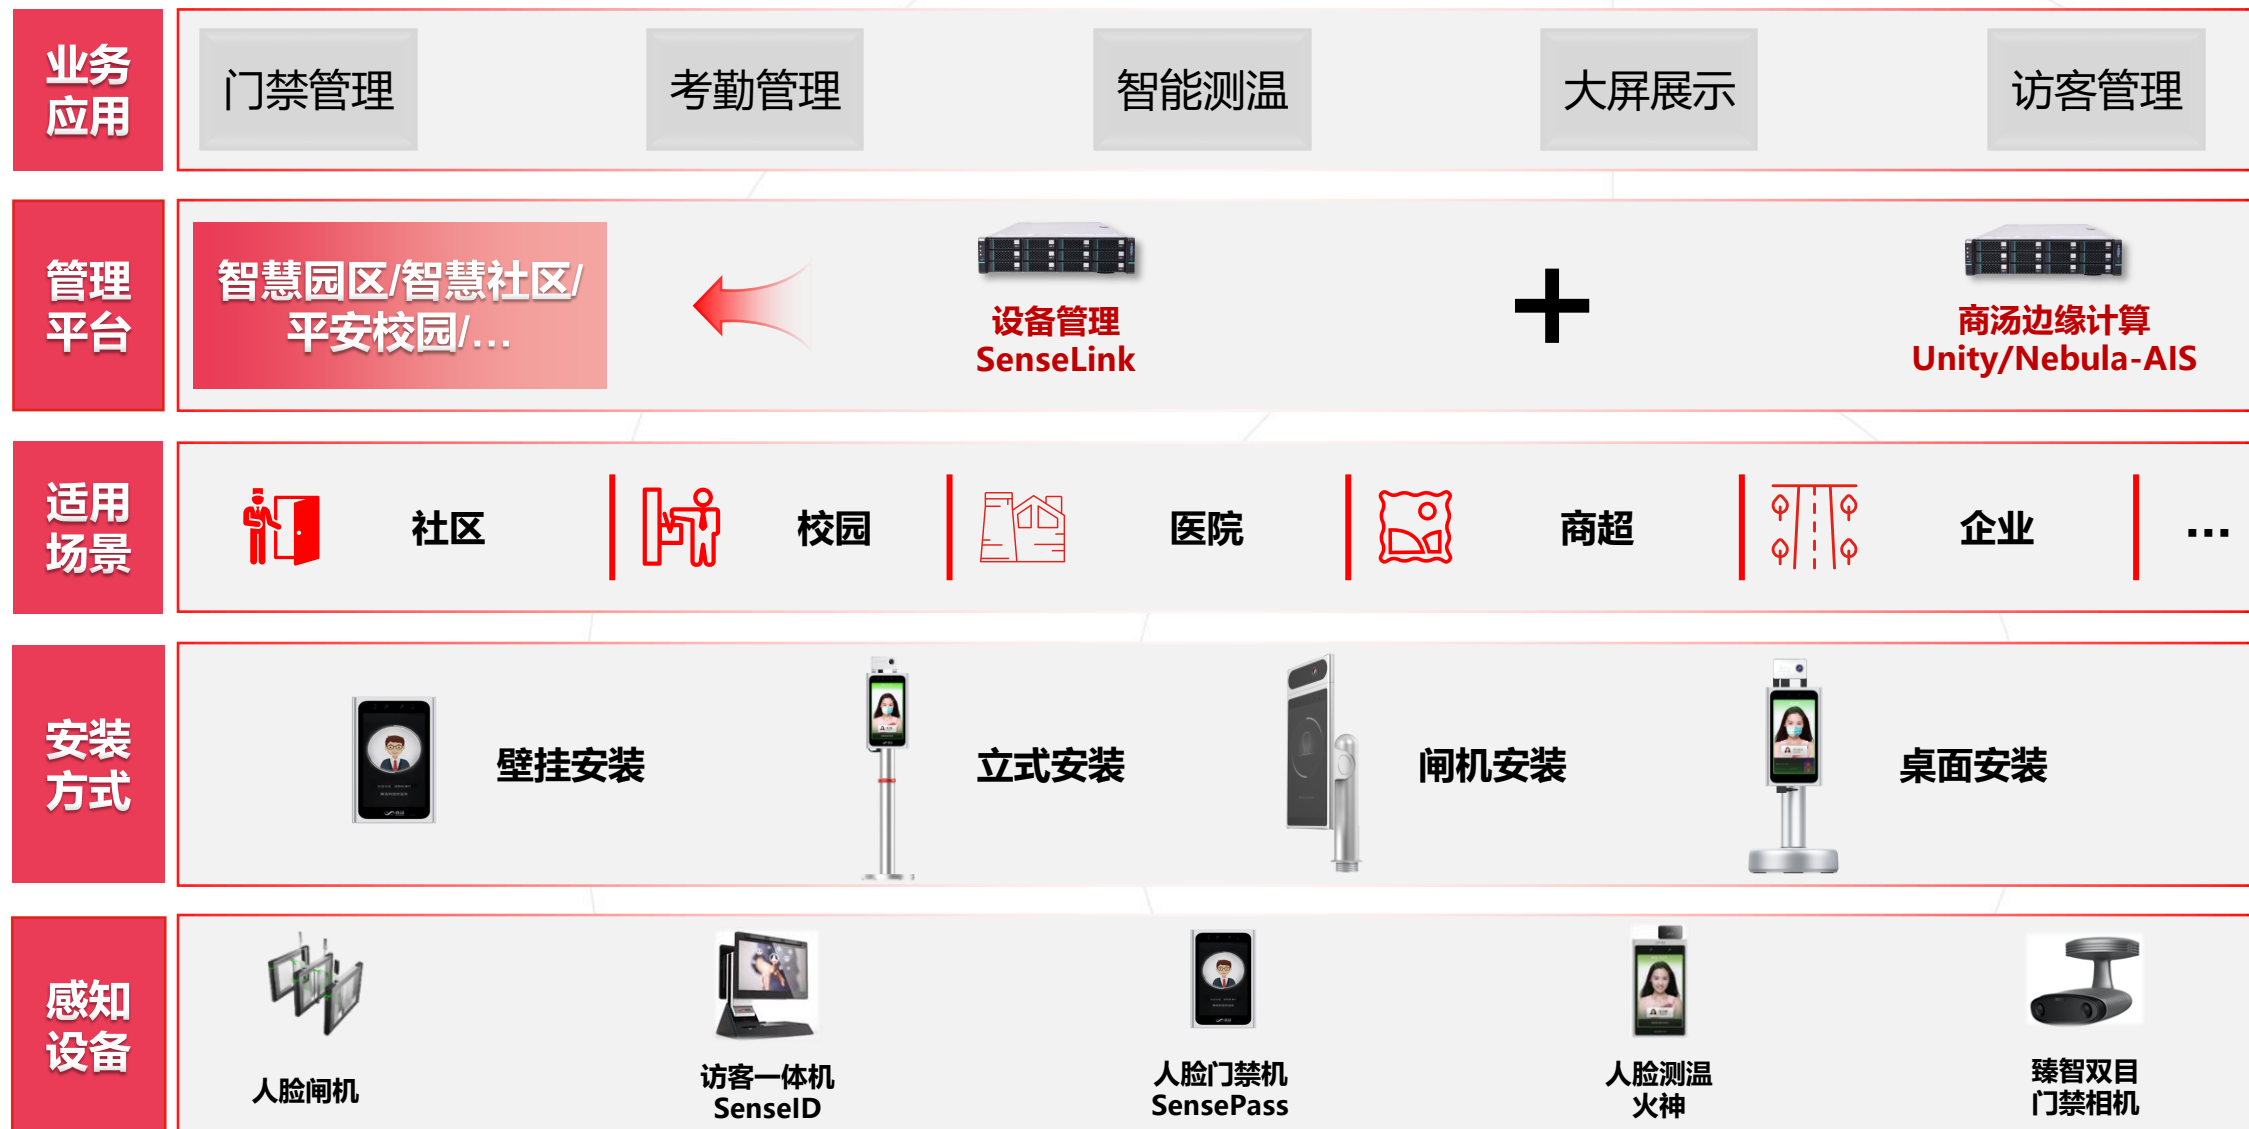 业务
应用
门禁管理
考勤管理
智能测温
大屏展示
访客管理
管理
平台
智慧园区/智慧社区/
平安校园/...
设备管理
SenseLink
+
商汤边缘计算
Unity/Nebula-AIS
适用
场景
社区
校园
医院
商超
企业
...
安装
方式
壁挂安装
立式安装
闸机安装
桌面安装
感知
设备
人脸闸机
访客一体机
SenseID
人脸门禁机
SensePass
人脸测温
火神
臻智双目
门禁相机